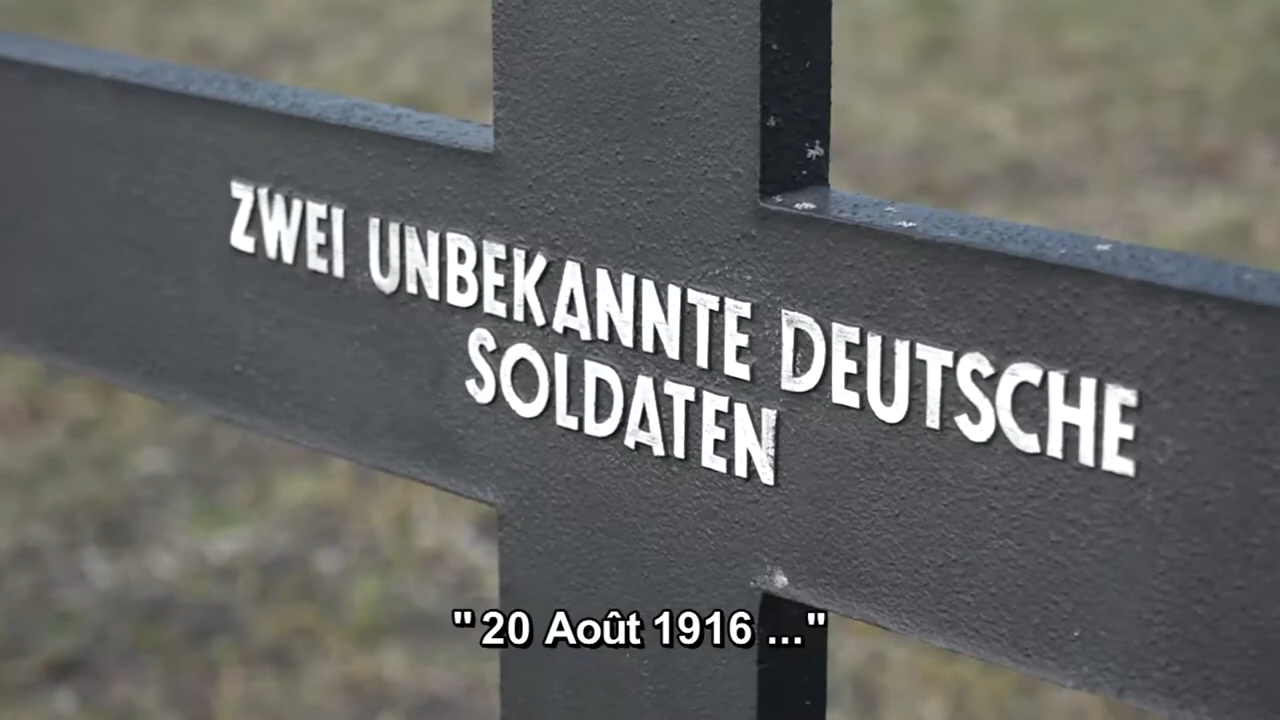 ZWEI UNBEKANNTE DEUTSCHE
SOLDATEN
"20 Août 1916 ..."